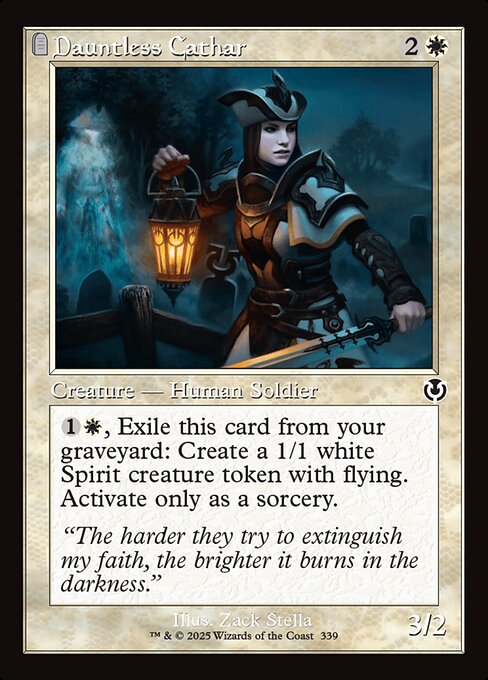 Dauntless Cathar 2
Creature — Human Soldier
1, Exile this card from your
graveyard: Create a 1/1 white
Spirit creature token with flying.
Activate only as a sorcery.
“The harder they try to extinguish
my faith, the brighter it burns in the
darkness.”
Illus. Zack Stella
™ & © 2025 Wizards of the Coast 339
3/2